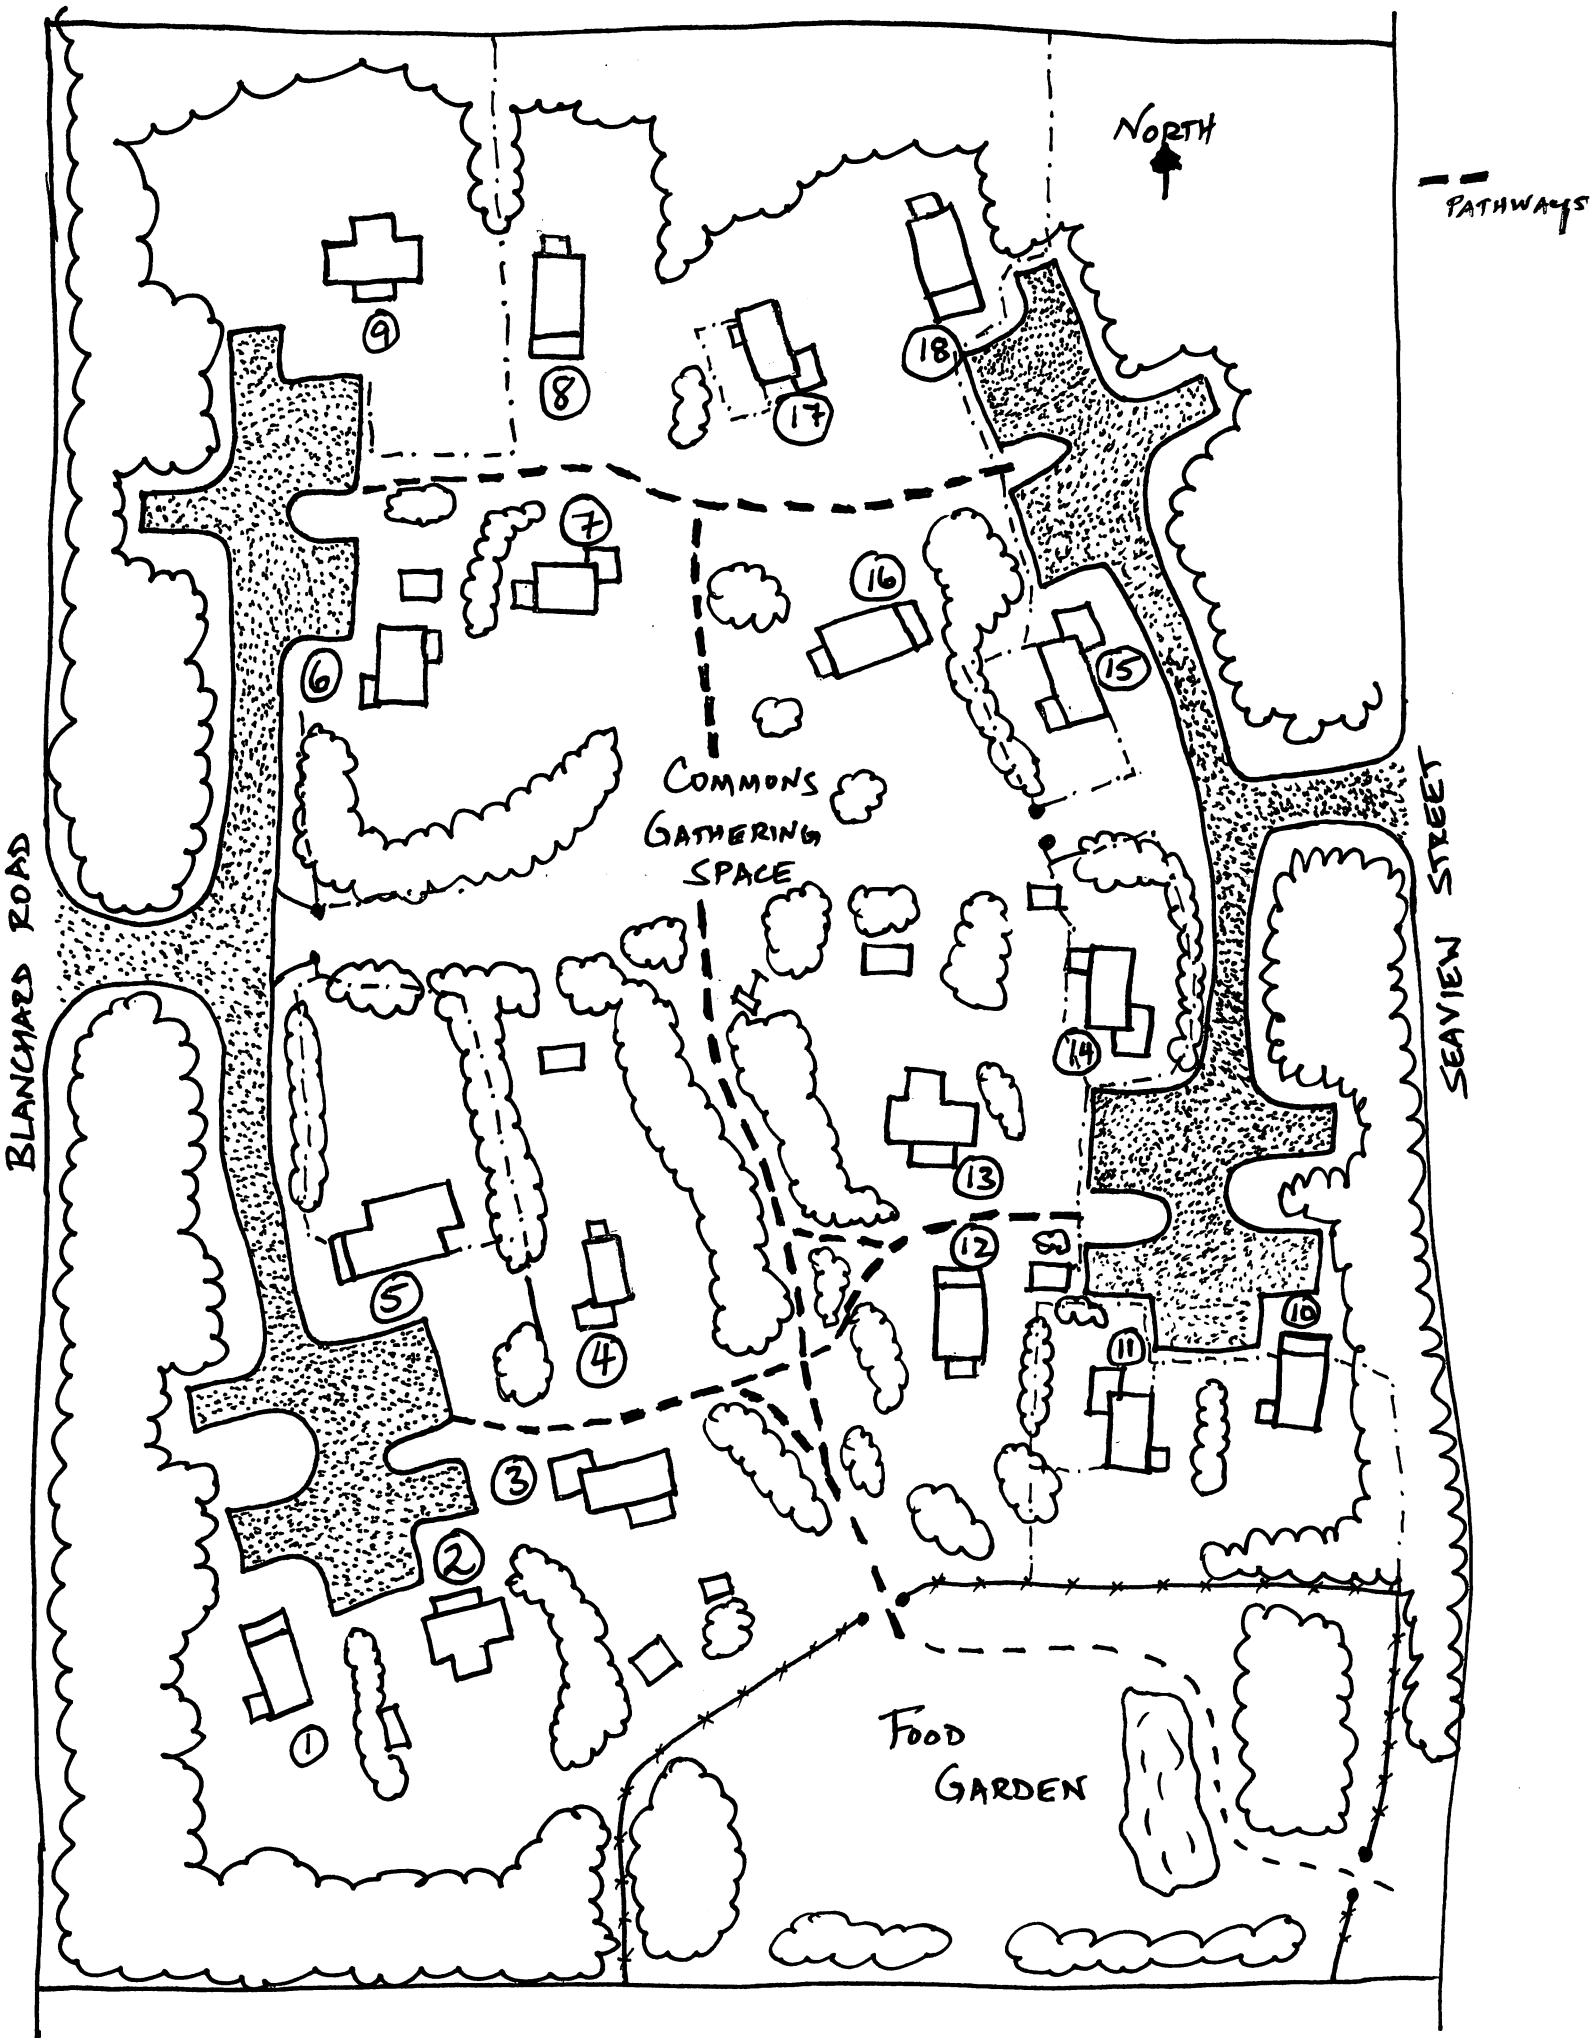 NORTH
PATHWAYS
9
8
18
17
7
16
6
15
COMMONS
GATHERING
SPACE
BLANCHARD ROAD
SEAVIEW STREET
14
13
12
5
10
4
11
3
2
1
FOOD
GARDEN